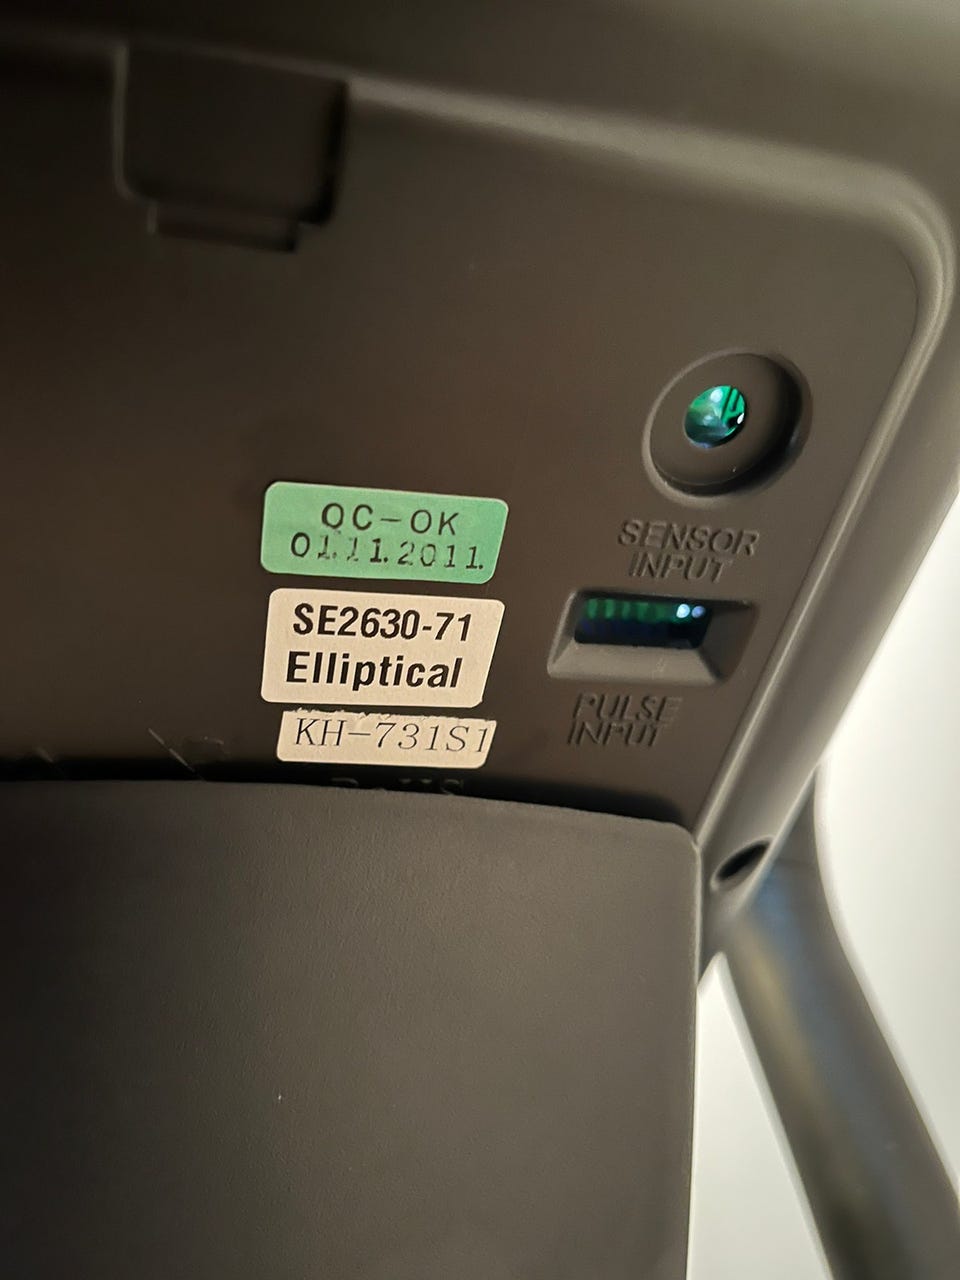 QC-OK
01.11.2011.
SE2630-71
Elliptical
KH-731S1
SENSOR
INPUT
PULSE
INPUT